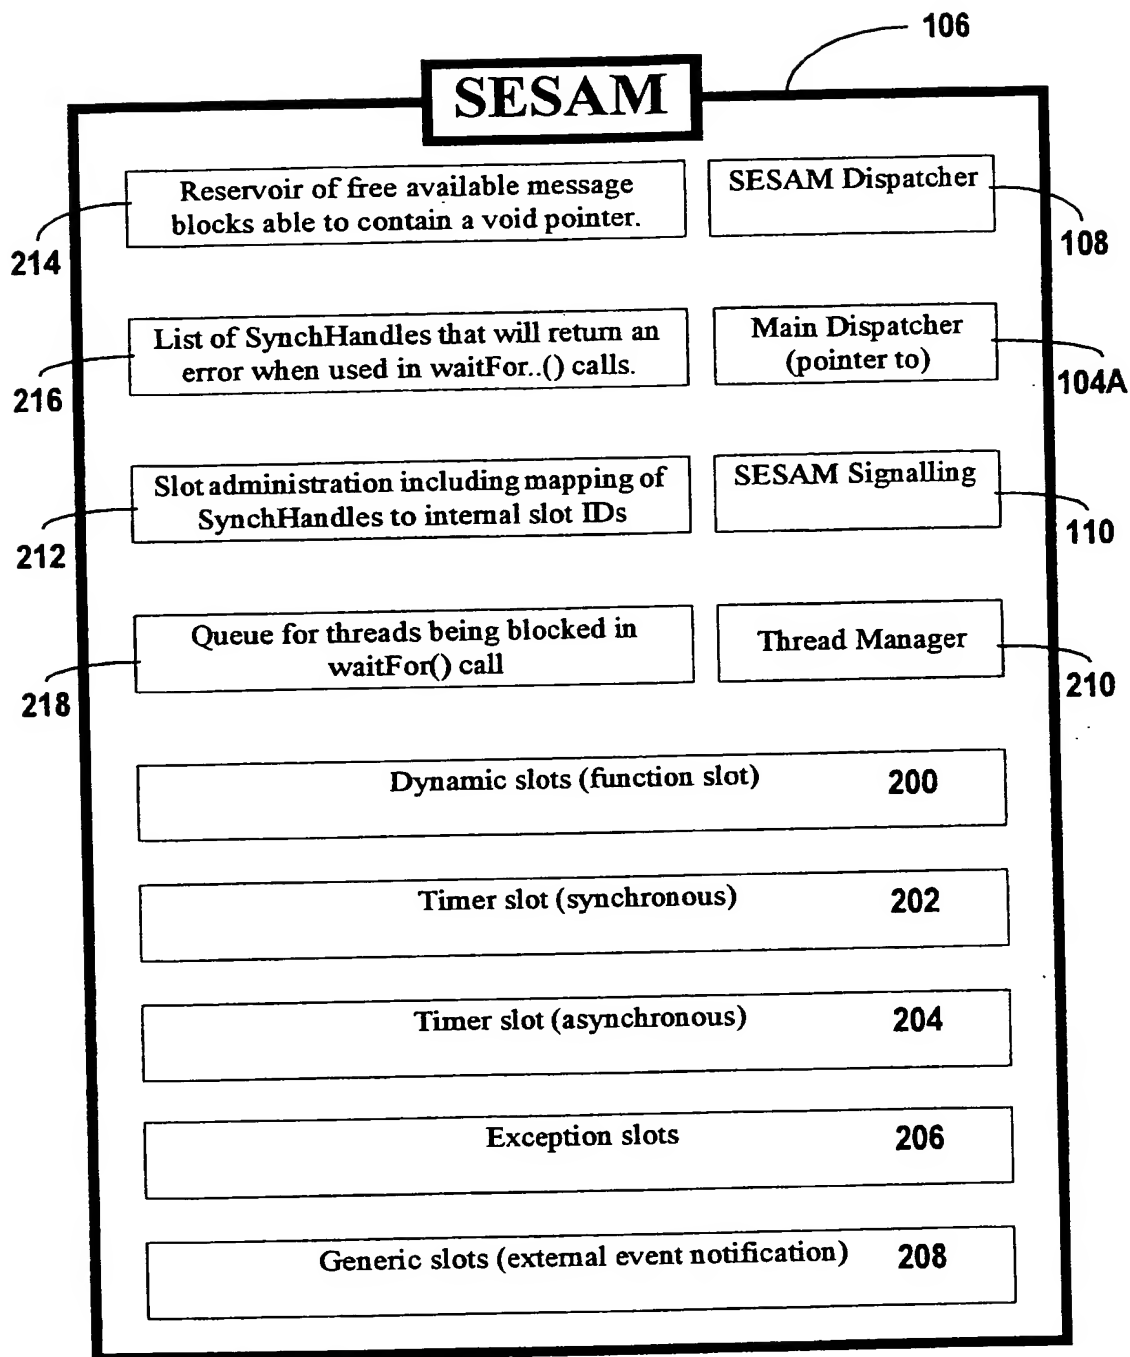 106
SESAM
Reservoir of free available message
blocks able to contain a void pointer.
SESAM Dispatcher
214
108
List of SynchHandles that will return an
error when used in waitFor..() calls.
Main Dispatcher
(pointer to)
216
104A
Slot administration including mapping of
SynchHandles to internal slot IDs
SESAM Signalling
212
110
Queue for threads being blocked in
waitFor() call
Thread Manager
218
210
Dynamic slots (function slot) 200
Timer slot (synchronous) 202
Timer slot (asynchronous) 204
Exception slots 206
Generic slots (external event notification) 208